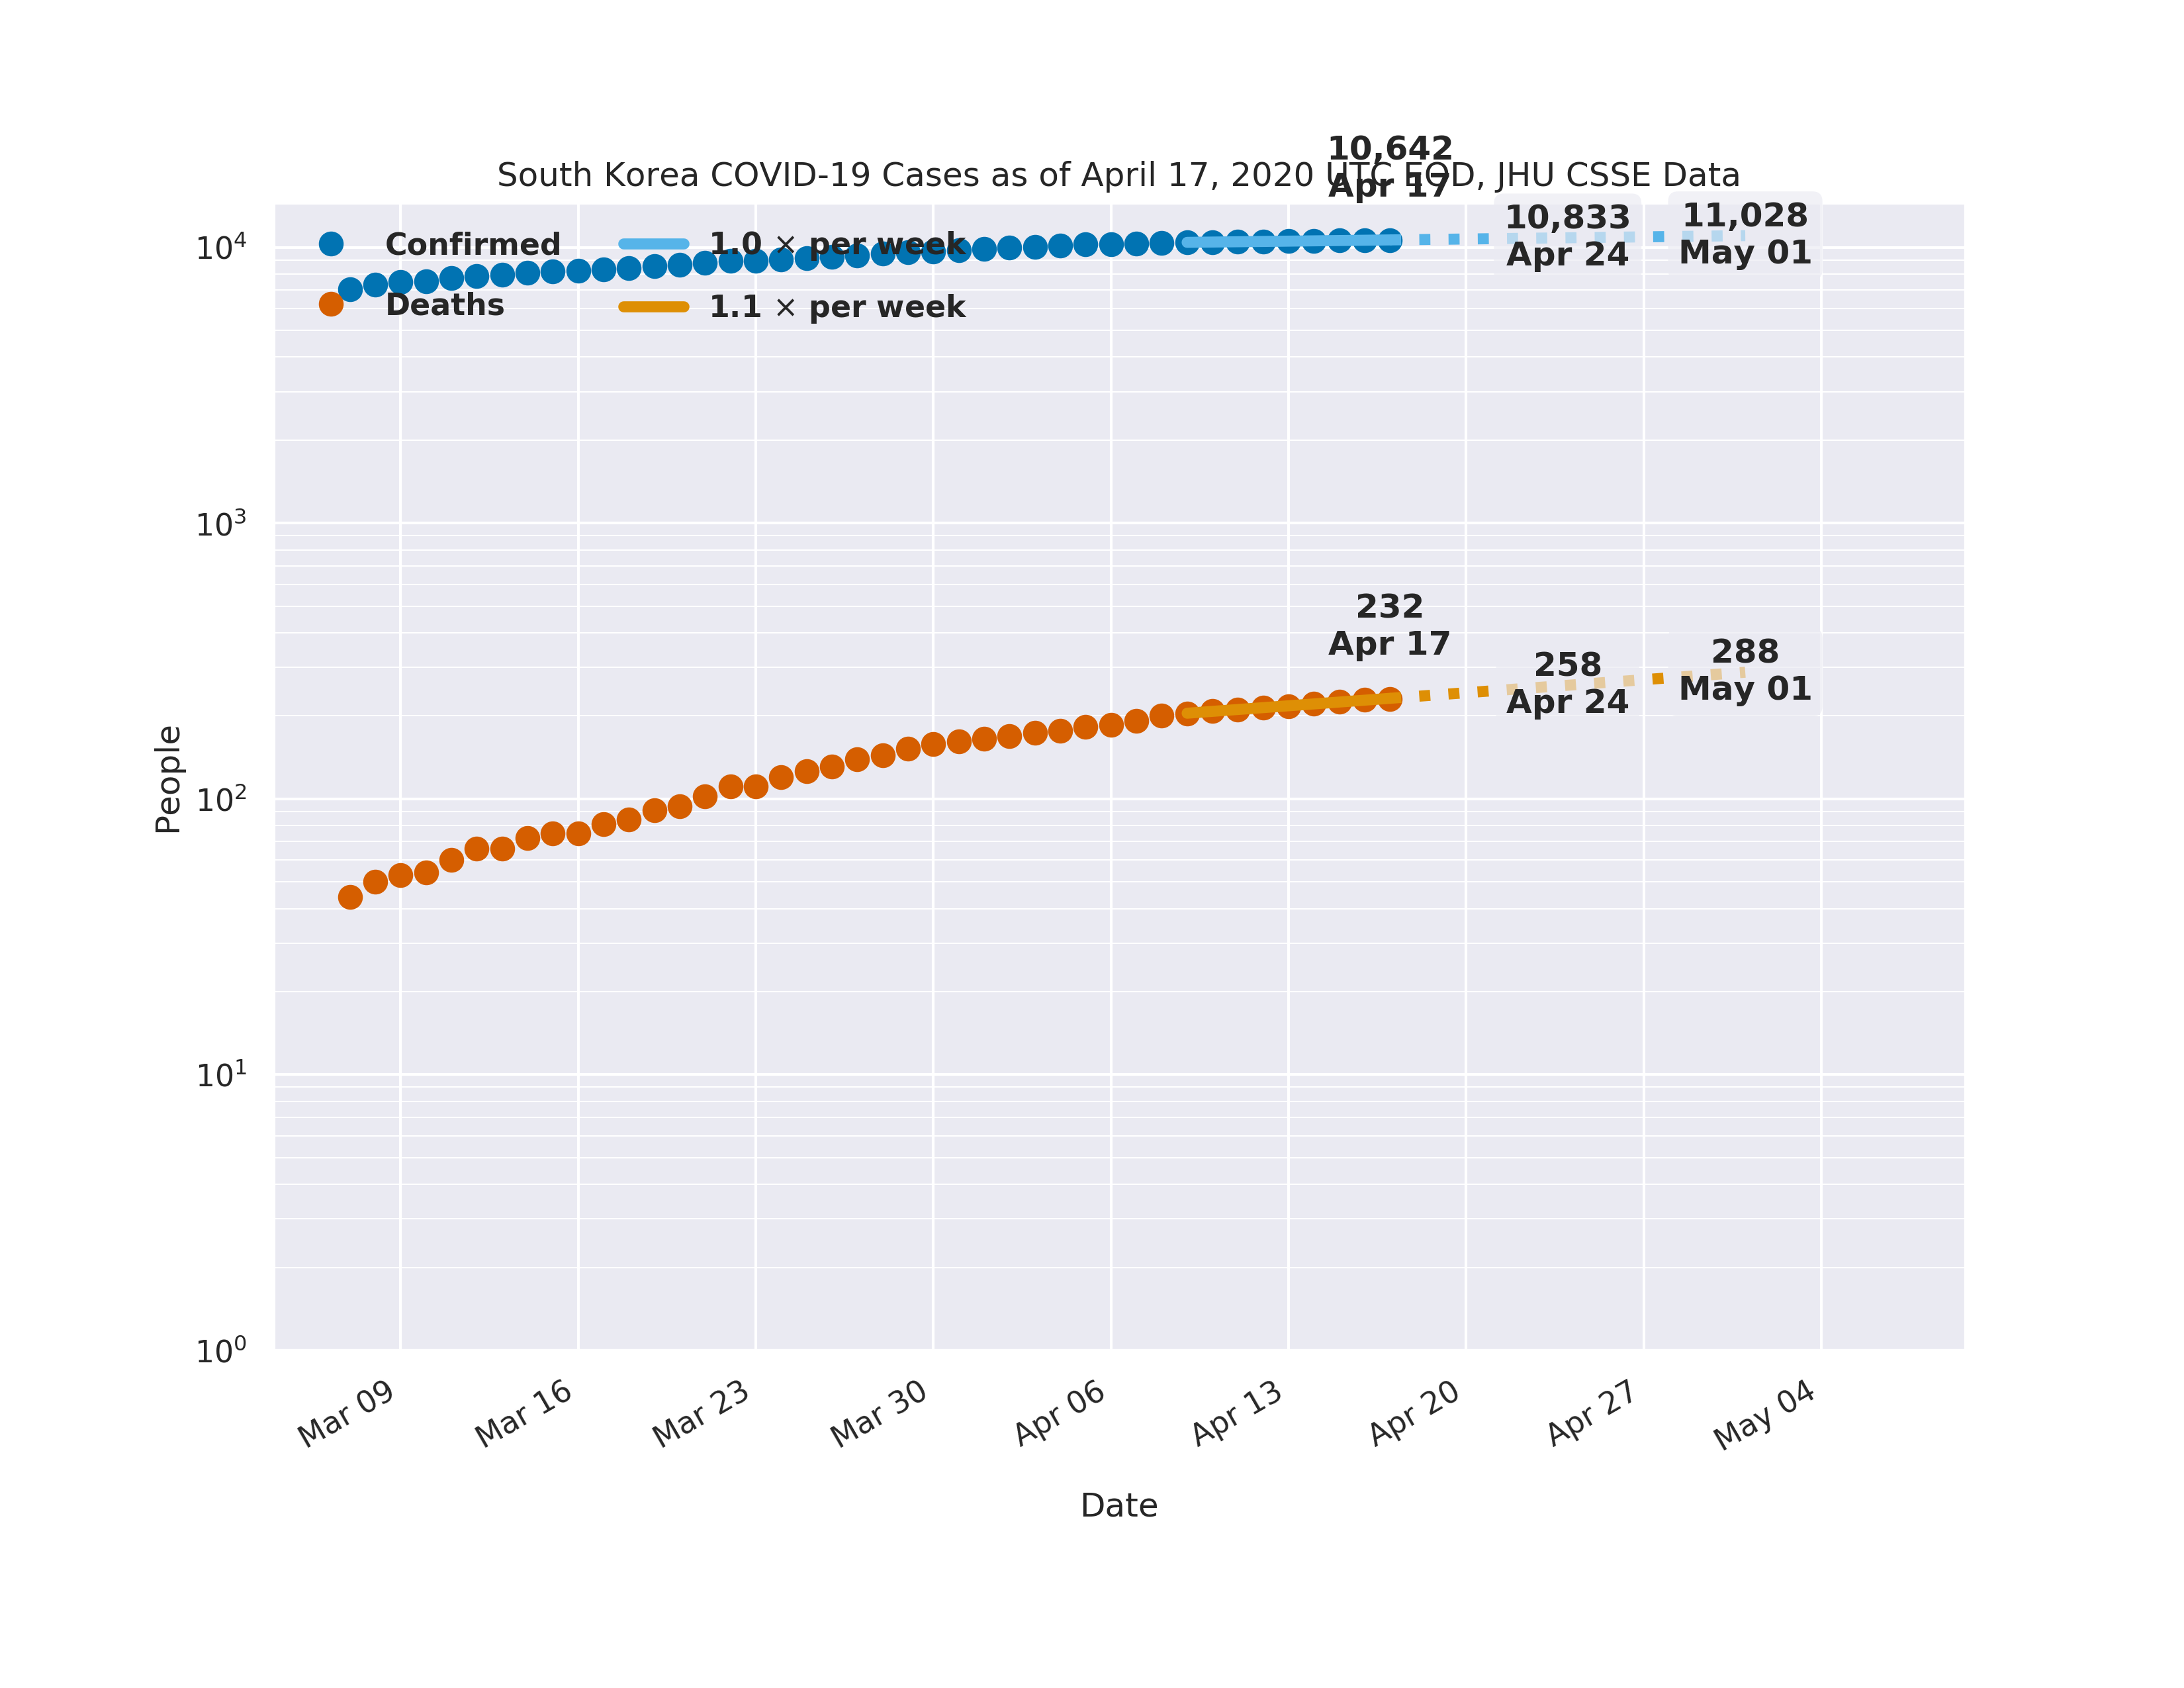 10,642
Apr 17
South Korea COVID-19 Cases as of April 17, 2020 UTC EOD, JHU CSSE Data
10,833
Apr 24
11,028
May 01
Confirmed
Deaths
1.0 × per week
1.1 × per week
232
Apr 17
258
Apr 24
288
May 01
People
10⁴
10³
10²
10¹
10⁰
Mar 09
Mar 16
Mar 23
Mar 30
Apr 06
Apr 13
Apr 20
Apr 27
May 04
Date